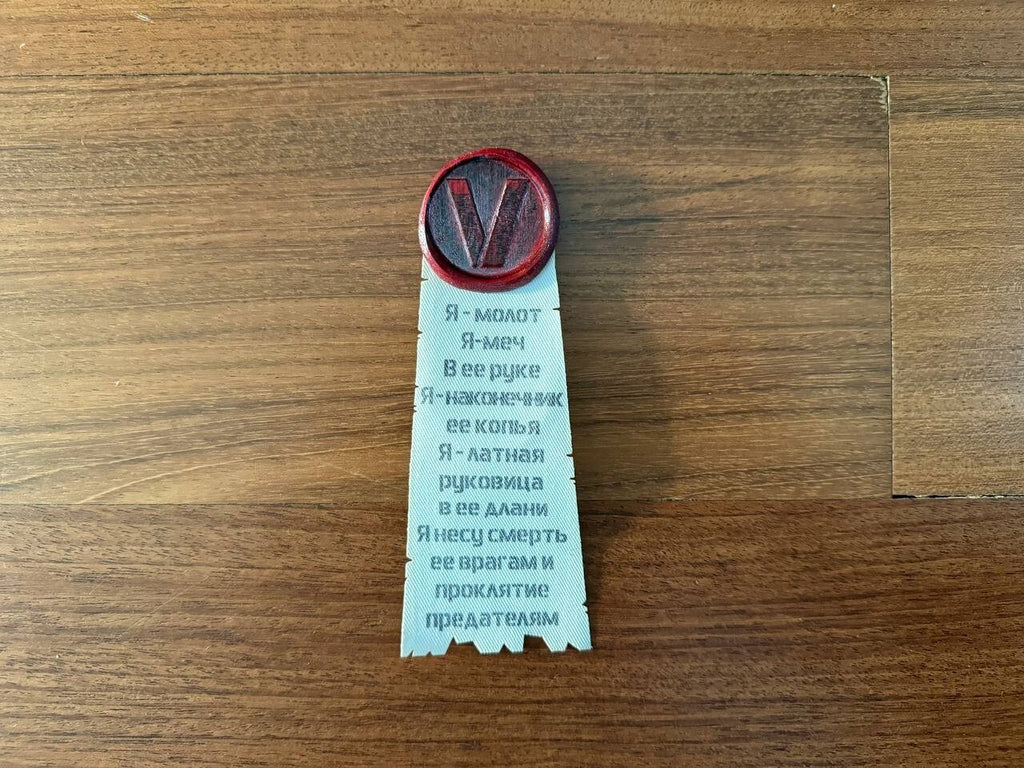 V
Я - молот
Я-меч
В ее руке
Я-наконечник
ее копья
Я - латная
руковица
в ее длани
Я несу смерть
ее врагам и
проклятие
предателям